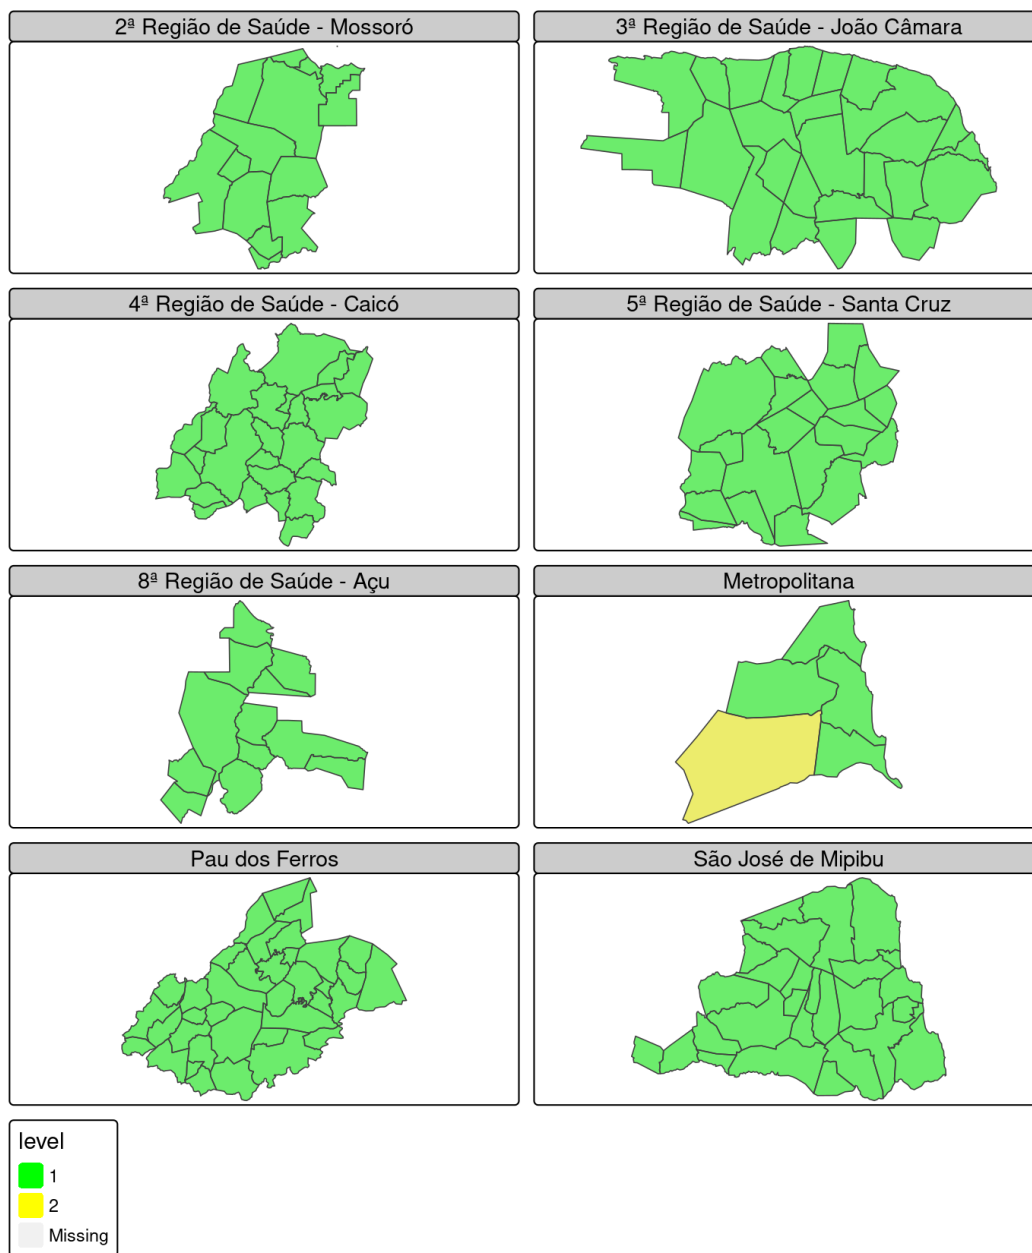 2ª Região de Saúde - Mossoró
3ª Região de Saúde - João Câmara
4ª Região de Saúde - Caicó
5ª Região de Saúde - Santa Cruz
8ª Região de Saúde - Açu
Metropolitana
Pau dos Ferros
São José de Mipibu
level
1
2
Missing